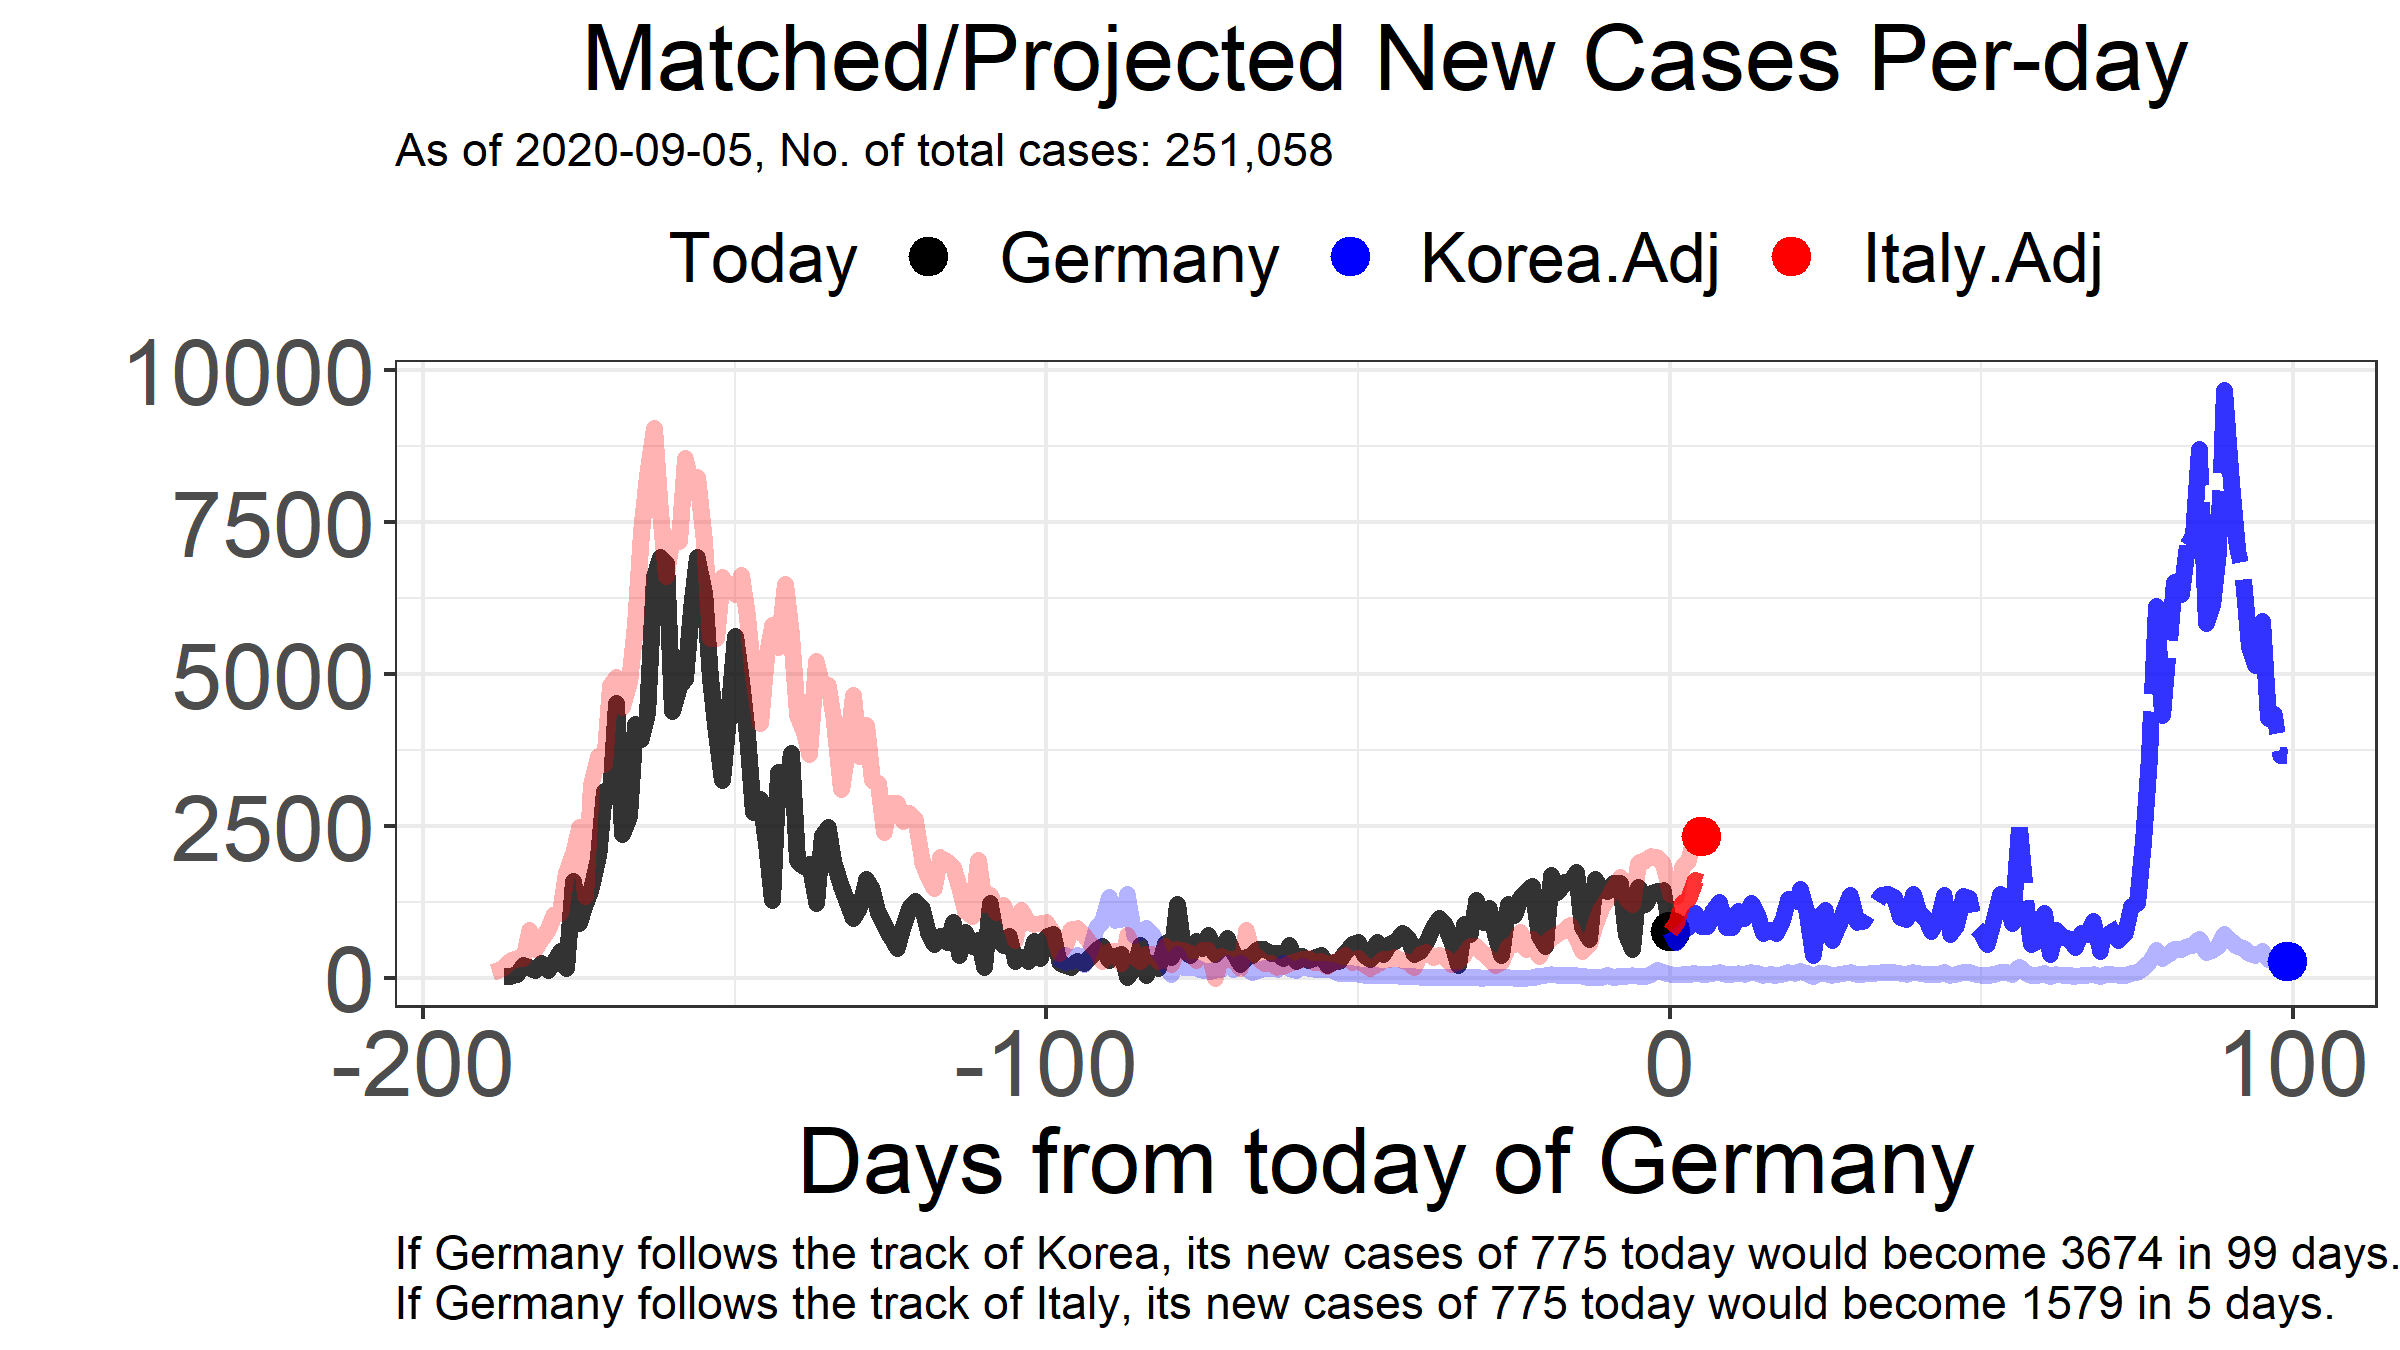 Matched/Projected New Cases Per-day
As of 2020-09-05, No. of total cases: 251,058
Today Germany Korea.Adj Italy.Adj
10000
7500
5000
2500
0
-200 -100 0 100
Days from today of Germany
If Germany follows the track of Korea, its new cases of 775 today would become 3674 in 99 days.
If Germany follows the track of Italy, its new cases of 775 today would become 1579 in 5 days.